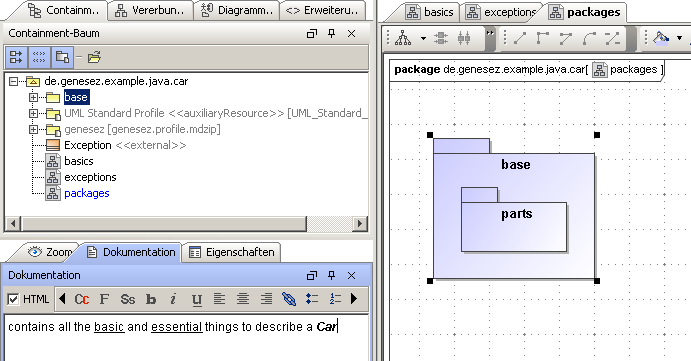 Containm..
Vererbun..
Diagramm..
<> Erweiteru..
Containment-Baum
de.genesez.example.java.car
base
UML Standard Profile <<auxiliaryResource>> [UML_Standard_
genesez [genesez.profile.mdzip]
Exception <<external>>
basics
exceptions
packages
Zoom
Dokumentation
Eigenschaften
Dokumentation
HTML Cc F Ss b i U
contains all the basic and essential things to describe a Car
basics
exceptions
packages
package de.genesez.example.java.car[ packages ]
base
parts